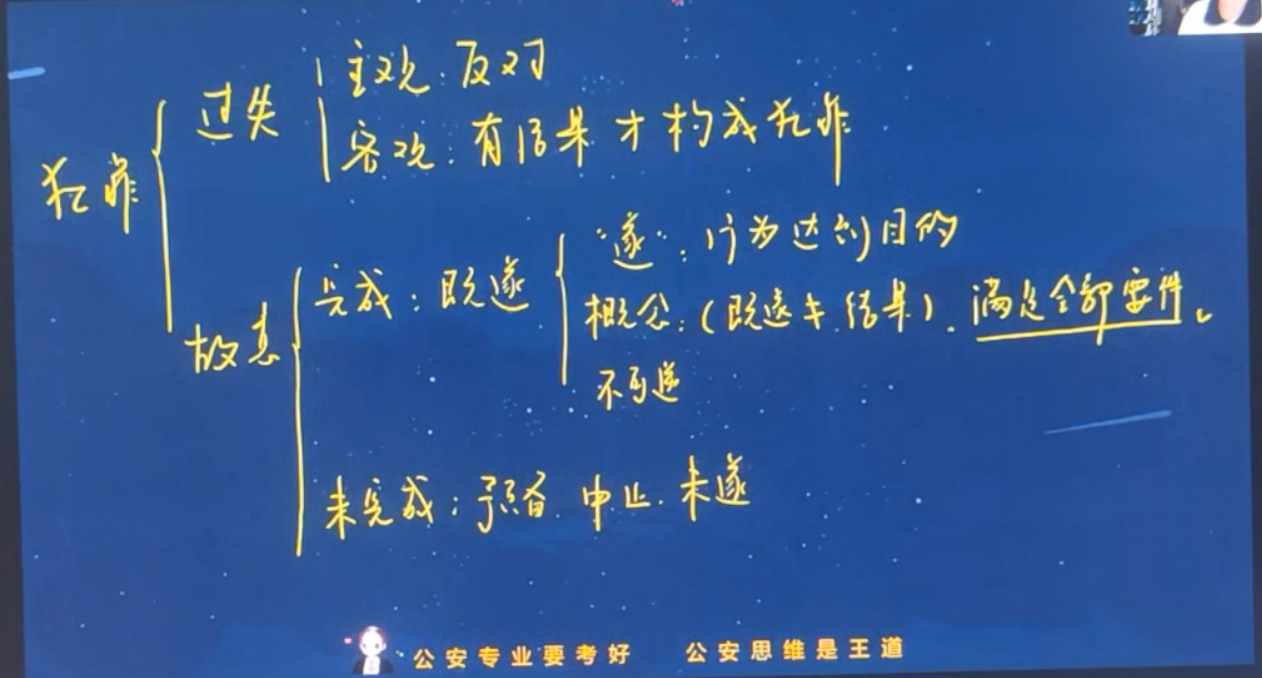 犯罪
过失
主观:反对
客观:有结果才构成犯罪
故意
完成:既遂
“遂”:行为达到目的
概念:(既遂≠结果).满足全部要件。
不可逆
未完成:预备.中止.未遂
公安专业要考好 公安思维是王道